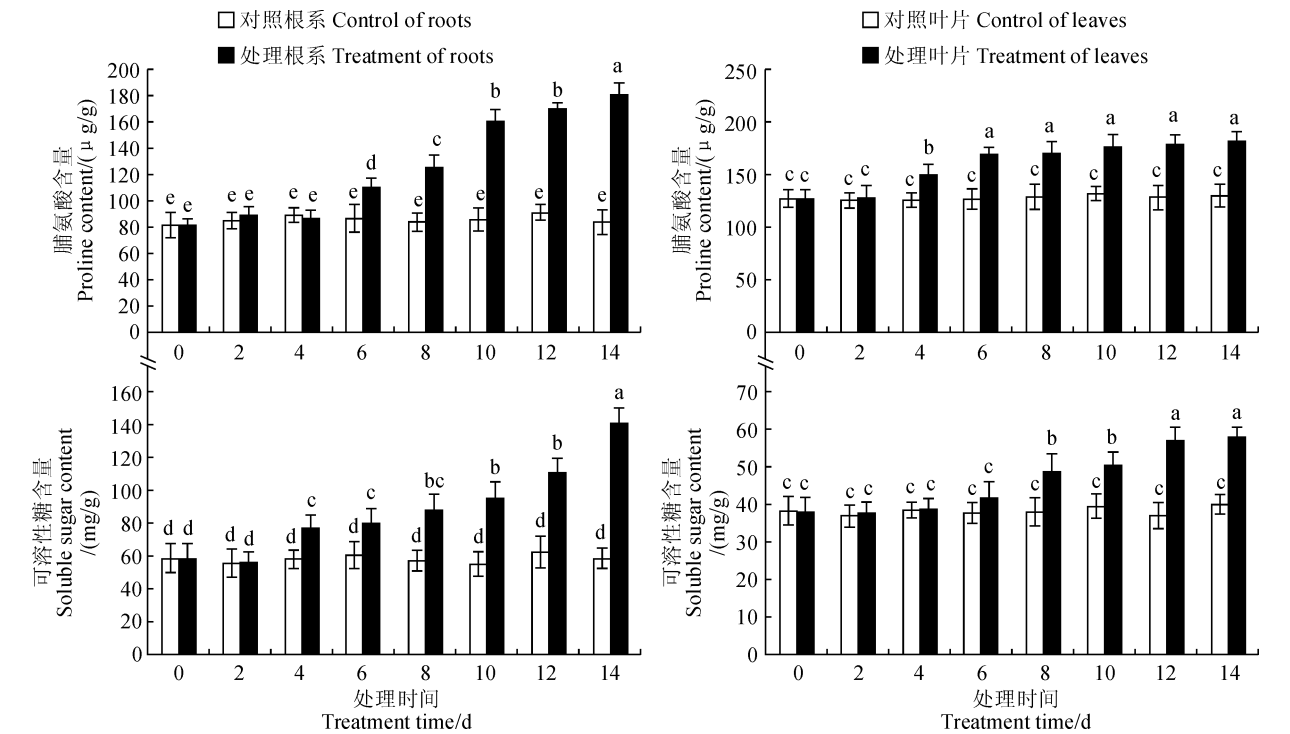 对照根系 Control of roots
处理根系 Treatment of roots
对照叶片 Control of leaves
处理叶片 Treatment of leaves
脯氨酸含量
Proline content/(μg/g)
200
180
160
140
120
100
80
60
40
20
0
e e e e e e e d e c e b e b e a
0 2 4 6 8 10 12 14
脯氨酸含量
Proline content/(μg/g)
250
200
150
100
50
0
c c c c c b c a c a c a c a c a
0 2 4 6 8 10 12 14
可溶性糖含量
Soluble sugar content
/(mg/g)
160
140
120
100
80
60
40
20
0
d d d d d c d c d bc d b d b d a
0 2 4 6 8 10 12 14
处理时间
Treatment time/d
可溶性糖含量
Soluble sugar content
/(mg/g)
70
60
50
40
30
20
10
0
c c c c c c c c c b c b c a c a
0 2 4 6 8 10 12 14
处理时间
Treatment time/d